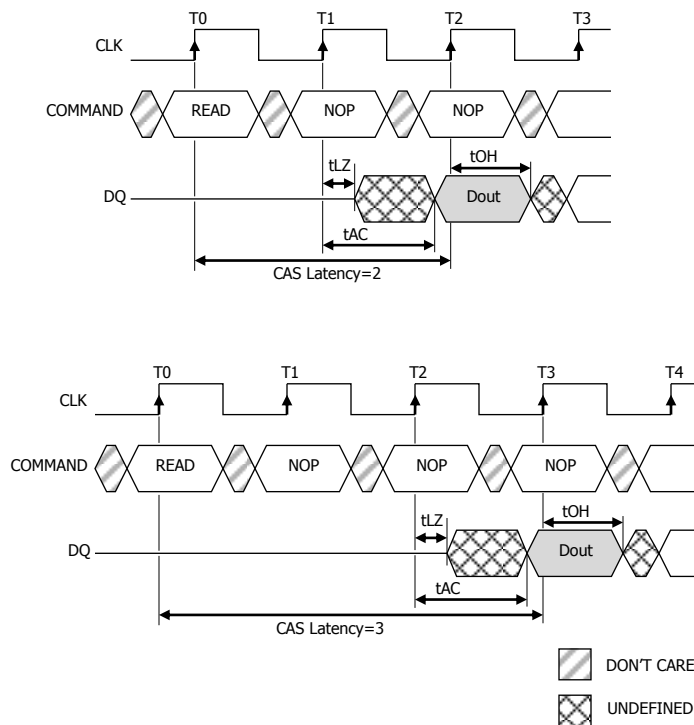 T0 T1 T2 T3
CLK
COMMAND READ NOP NOP
tLZ tOH
DQ Dout
tAC
CAS Latency=2
T0 T1 T2 T3 T4
CLK
COMMAND READ NOP NOP NOP
tLZ tOH
DQ Dout
tAC
CAS Latency=3
DON'T CARE
UNDEFINED